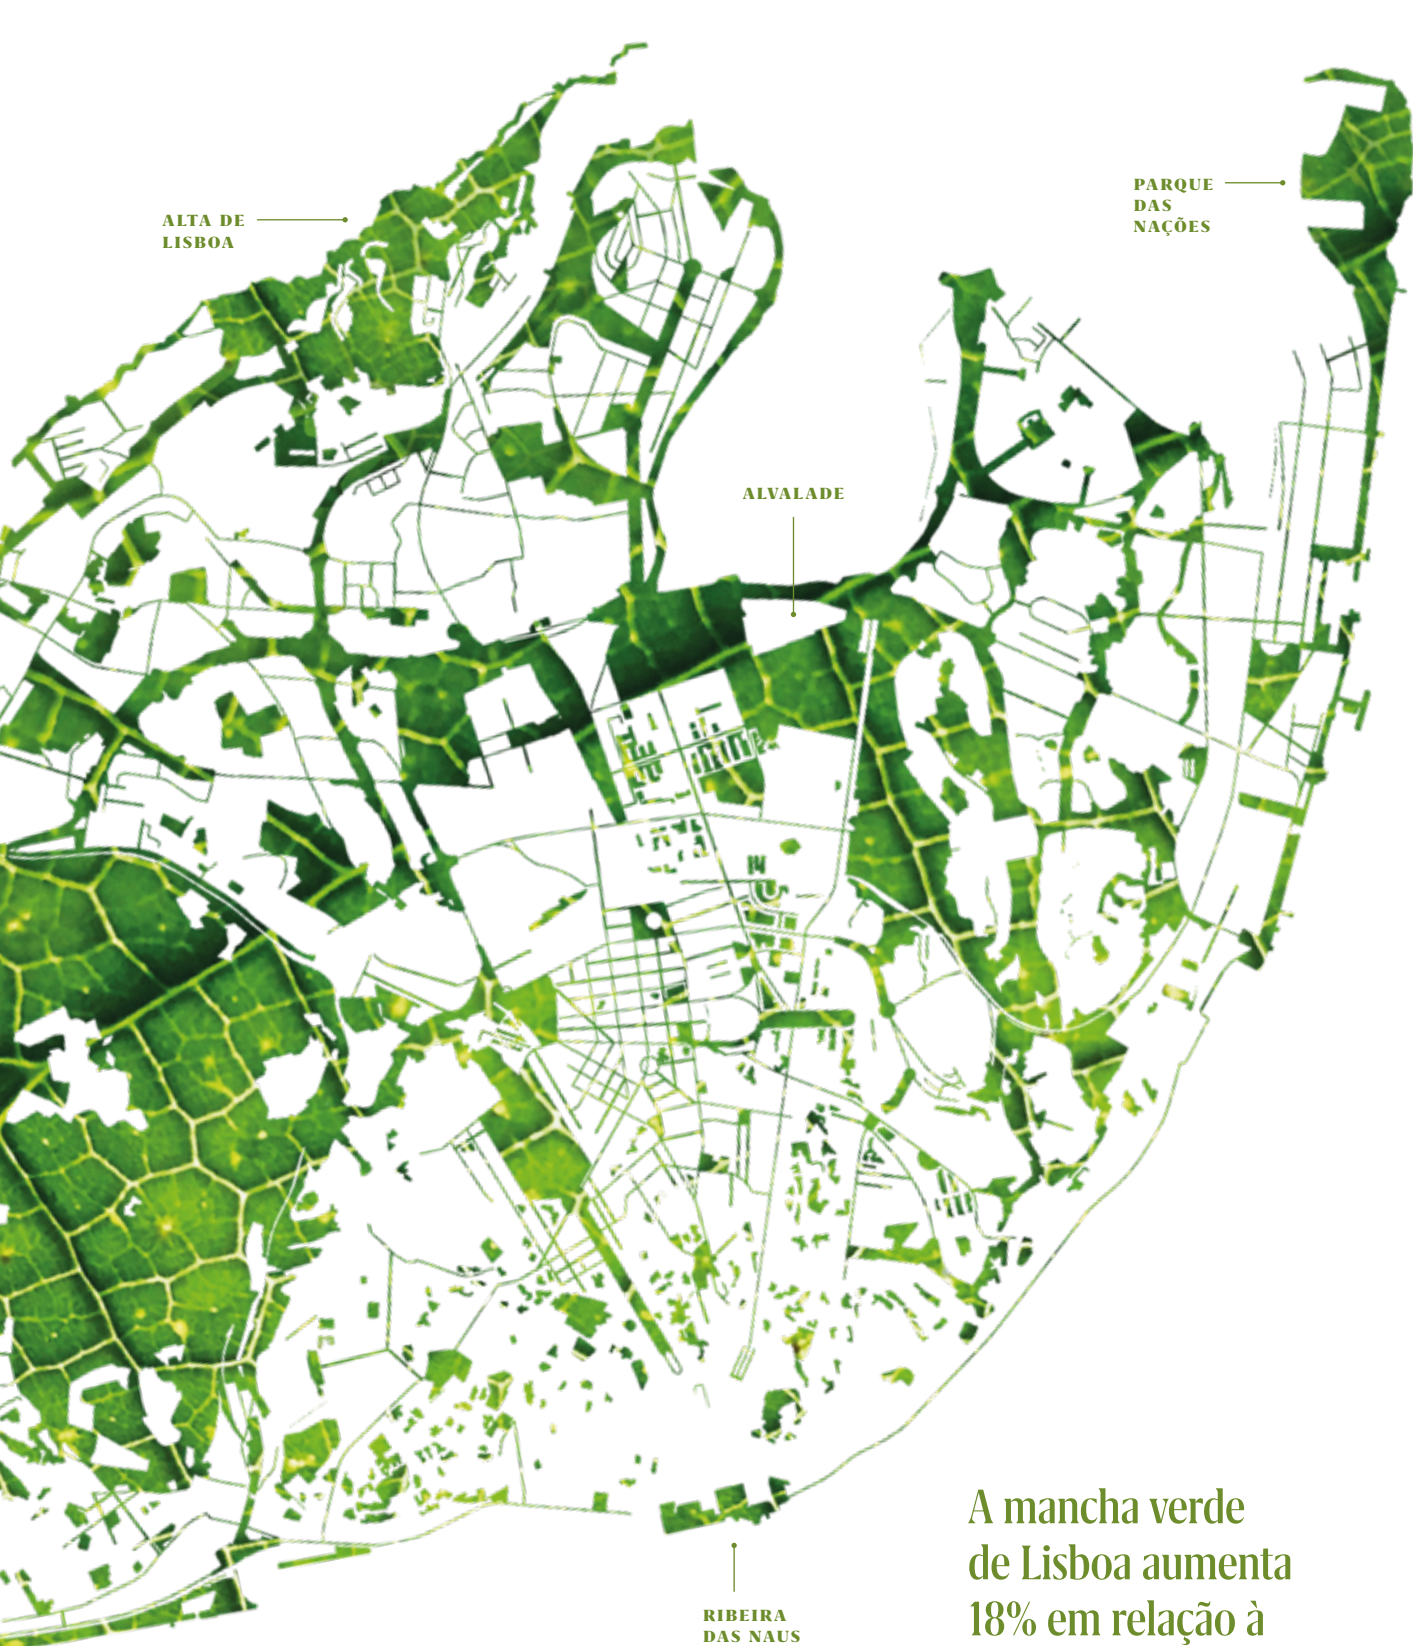 ALTA DE
LISBOA
PARQUE
DAS
NAÇÕES
ALVALADE
A mancha verde
de Lisboa aumenta
18% em relação à
RIBEIRA
DAS NAUS